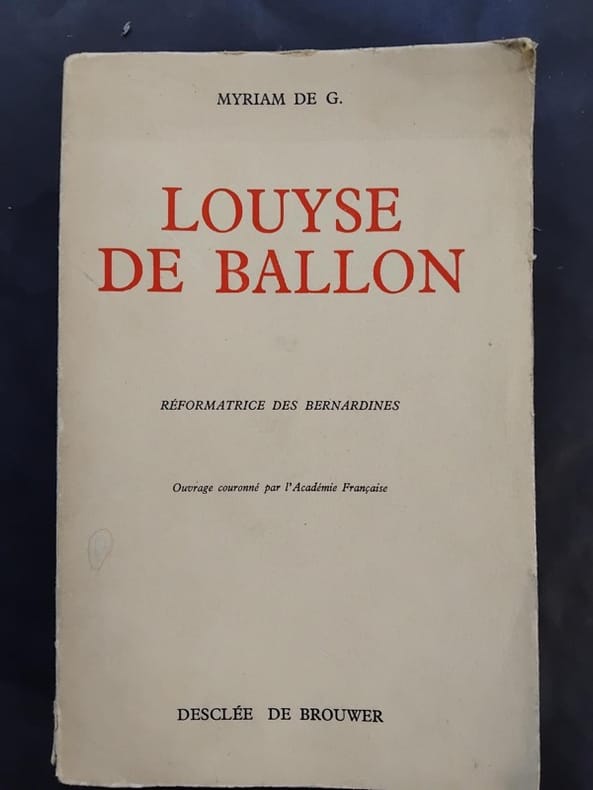 MYRIAM DE G.
LOUYSE
DE BALLON
RÉFORMATRICE DES BERNARDINES
Ouvrage couronné par l'Académie Française
DESCLÉE DE BROUWER